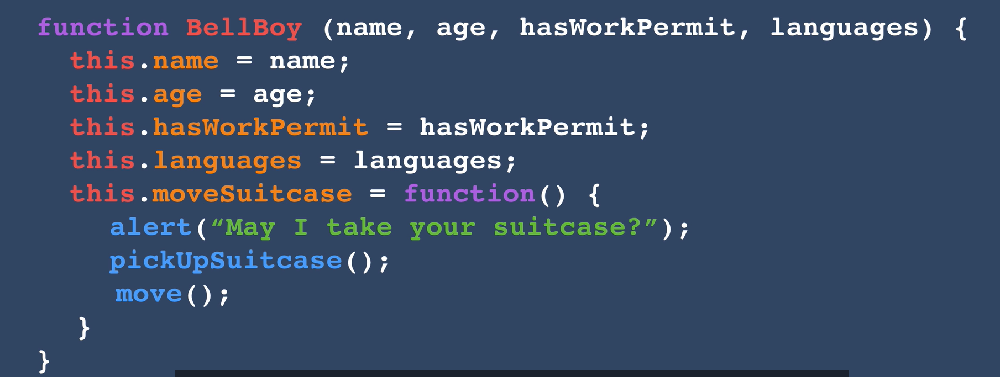 function BellBoy (name, age, hasWorkPermit, languages) {
this.name = name;
this.age = age;
this.hasWorkPermit = hasWorkPermit;
this.languages = languages;
this.moveSuitcase = function() {
alert(“May I take your suitcase?”);
pickUpSuitcase();
move();
}
}